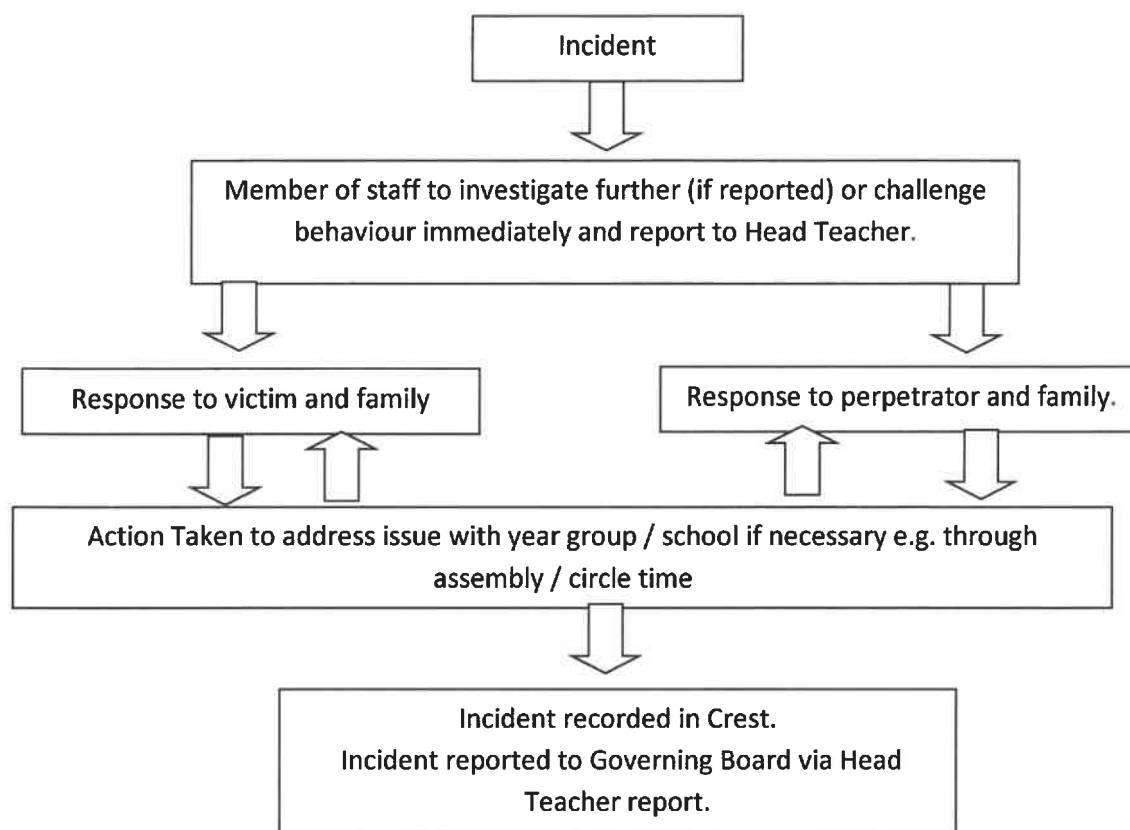 Incident
Member of staff to investigate further (if reported) or challenge
behaviour immediately and report to Head Teacher.
Response to victim and family
Response to perpetrator and family.
Action Taken to address issue with year group / school if necessary e.g. through
assembly / circle time
Incident recorded in Crest.
Incident reported to Governing Board via Head
Teacher report.